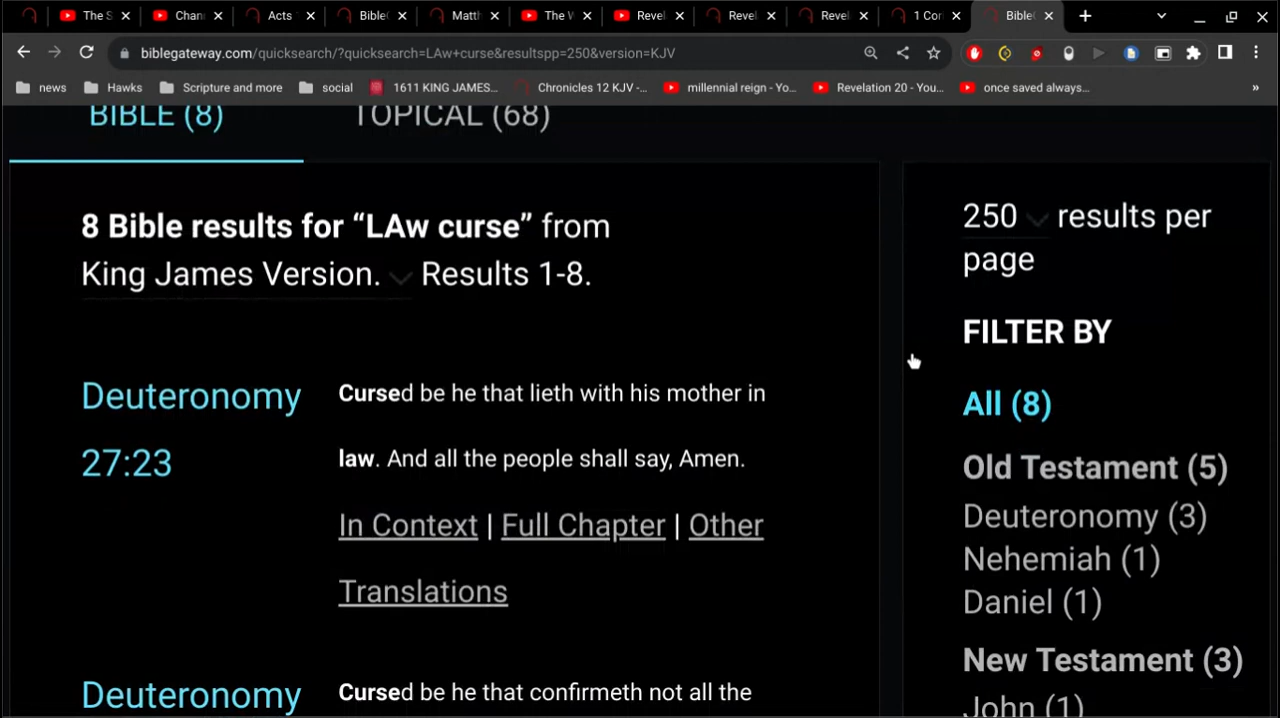 The S
Chann
Acts
Bible
Matt
The W
Revel
Revel
Revel
1 Cor
Bible
biblegateway.com/quicksearch/?quicksearch=LAw+curse&resultspp=250&version=KJV
news
Hawks
Scripture and more
social
1611 KING JAMES...
Chronicles 12 KJV -...
millennial reign - Yo...
Revelation 20 - You...
once saved always...
»
BIBLE (8)
TOPICAL (68)
8 Bible results for “LAw curse” from
King James Version. Results 1-8.
Deuteronomy
27:23
Cursed be he that lieth with his mother in
law. And all the people shall say, Amen.
In Context | Full Chapter | Other
Translations
Deuteronomy
Cursed be he that confirmeth not all the
250 results per
page
FILTER BY
All (8)
Old Testament (5)
Deuteronomy (3)
Nehemiah (1)
Daniel (1)
New Testament (3)
John (1)